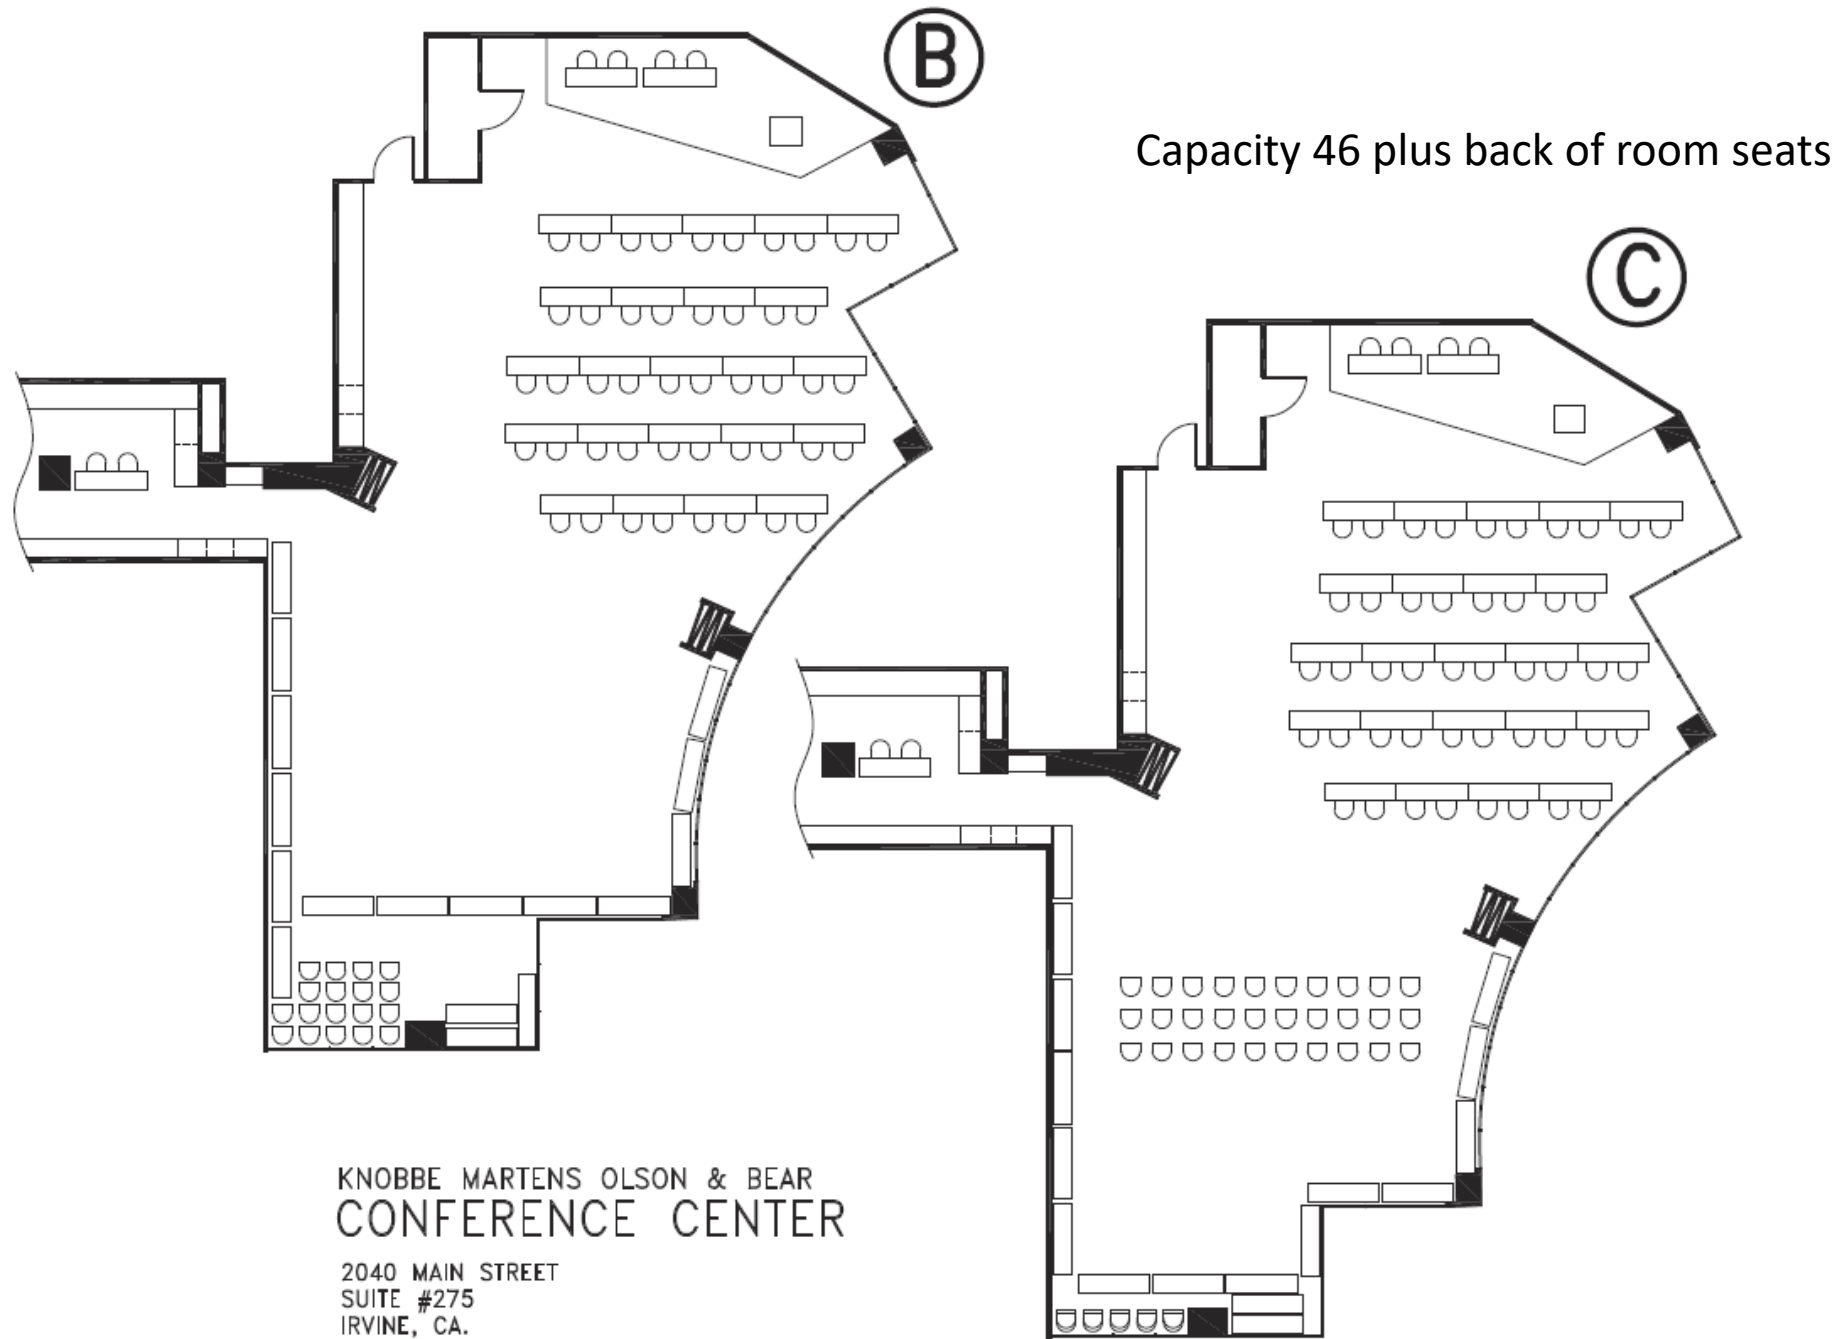 B
Capacity 46 plus back of room seats
C
KNOBBE MARTENS OLSON & BEAR
CONFERENCE CENTER
2040 MAIN STREET
SUITE #275
IRVINE, CA.